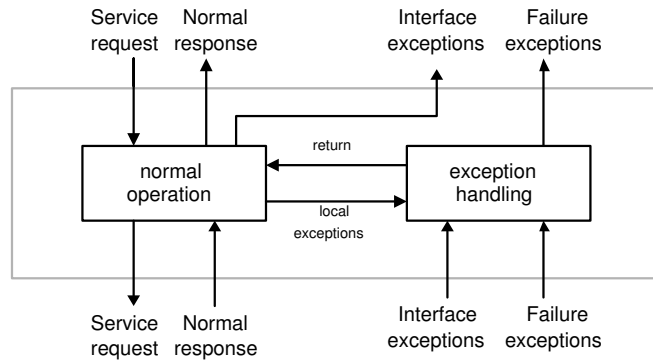 Service Normal Interface Failure
request response exceptions exceptions
return
normal operation
exception handling
local
exceptions
Service Normal Interface Failure
request response exceptions exceptions